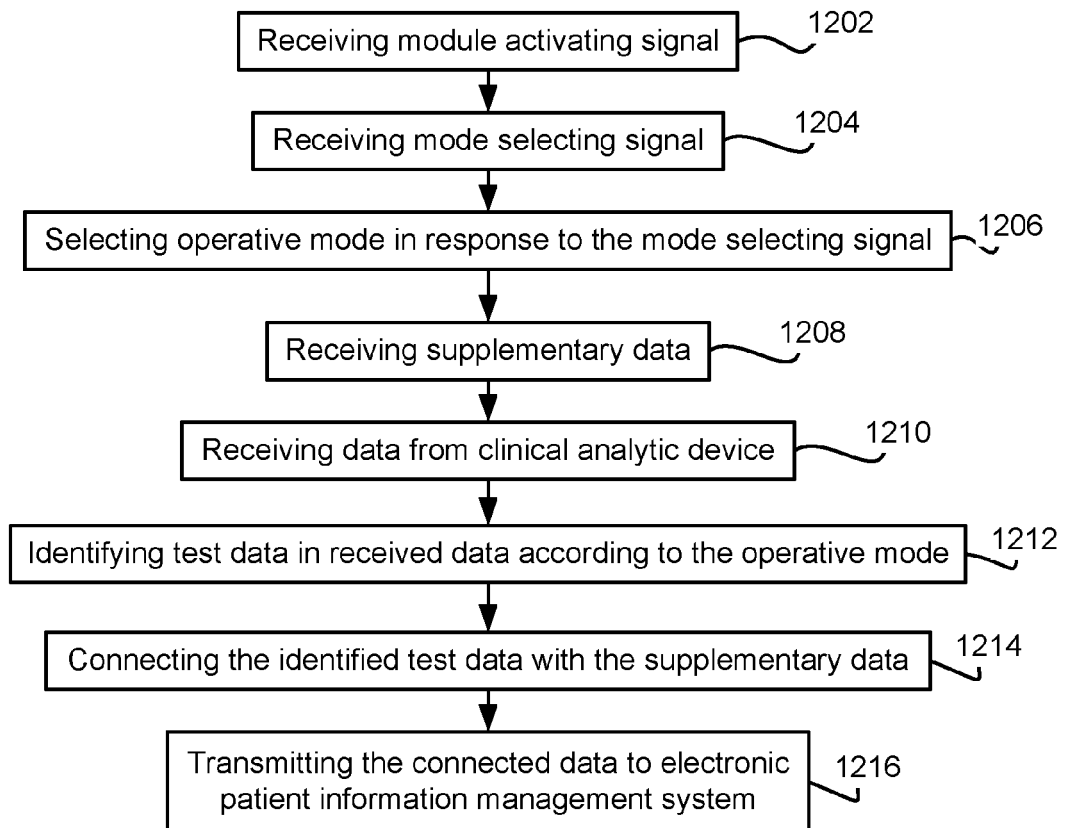 Receiving module activating signal
1202
Receiving mode selecting signal
1204
Selecting operative mode in response to the mode selecting signal
1206
Receiving supplementary data
1208
Receiving data from clinical analytic device
1210
Identifying test data in received data according to the operative mode
1212
Connecting the identified test data with the supplementary data
1214
Transmitting the connected data to electronic
patient information management system
1216